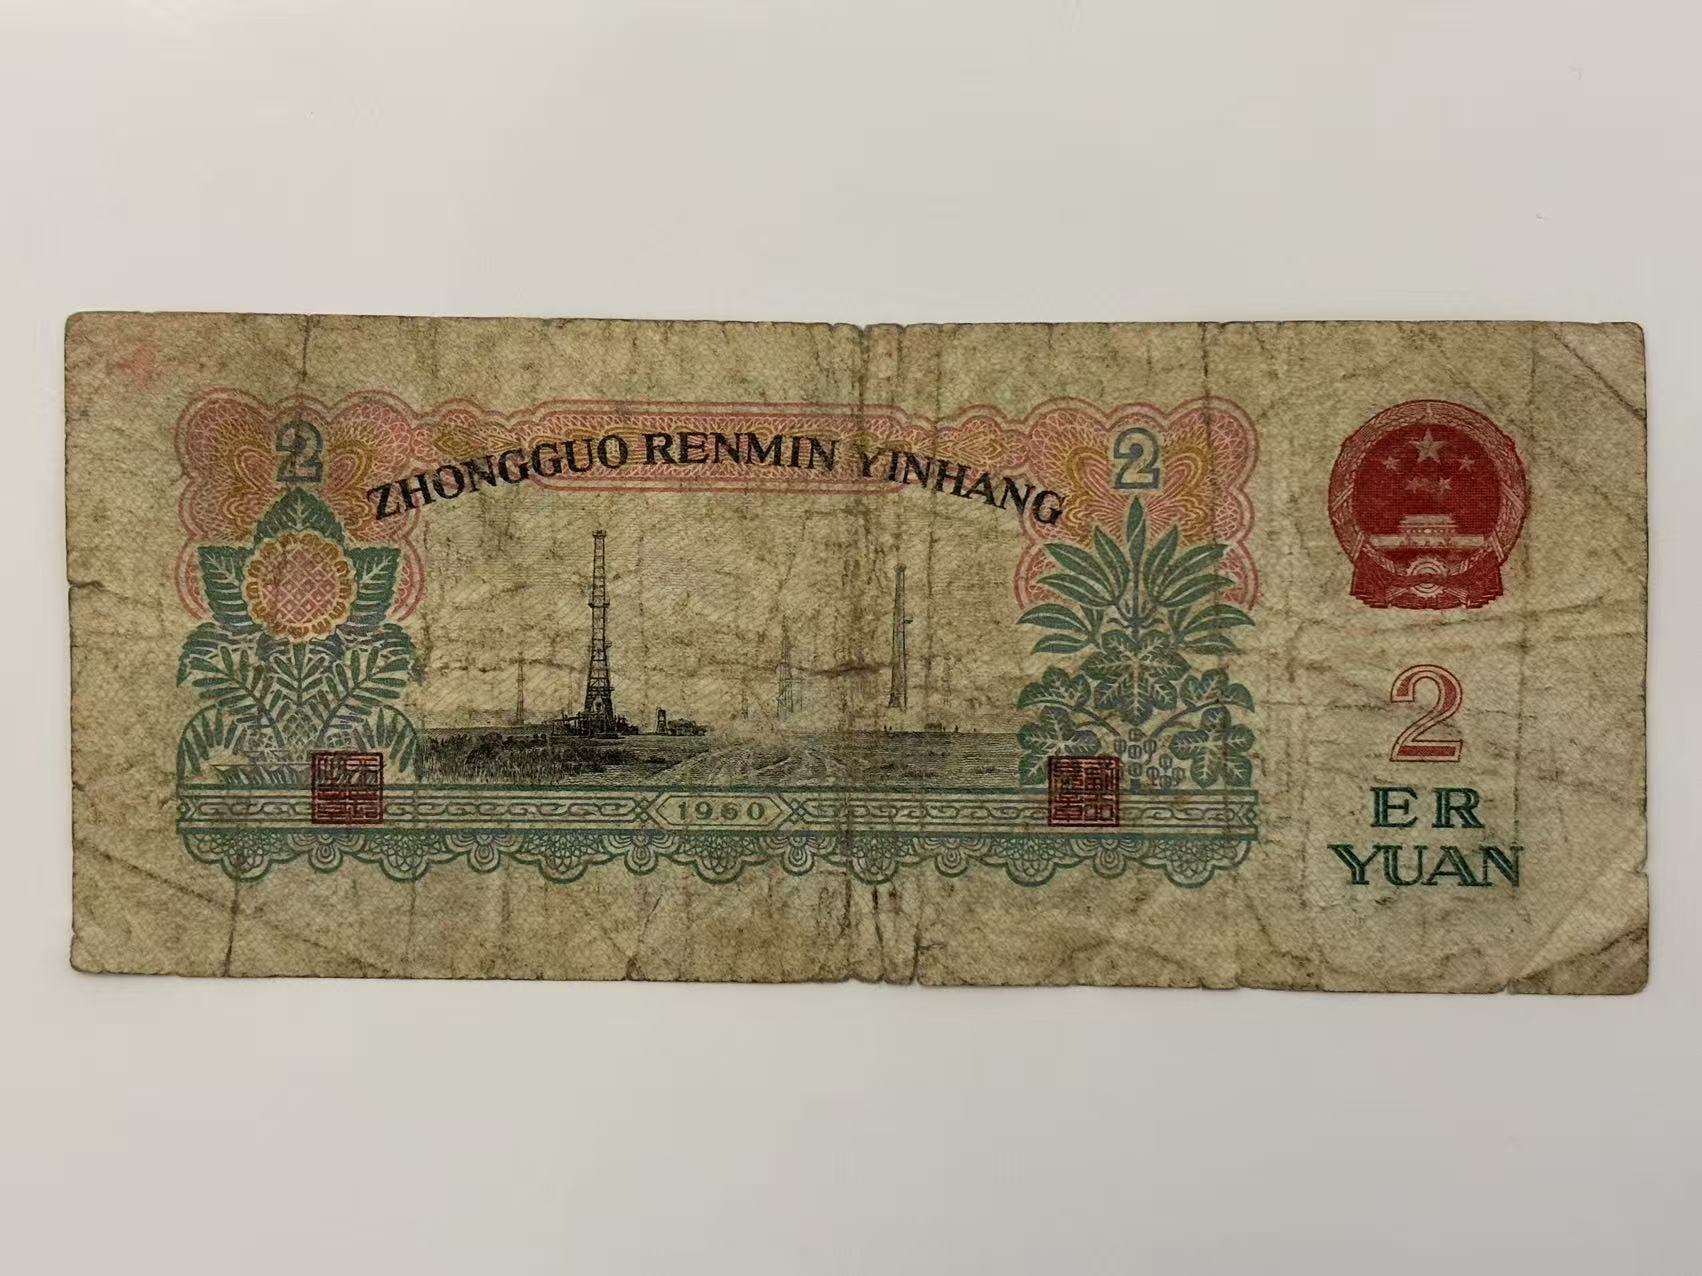 2 2
ZHONGGUO RENMIN YINHANG
1960
2
ER
YUAN